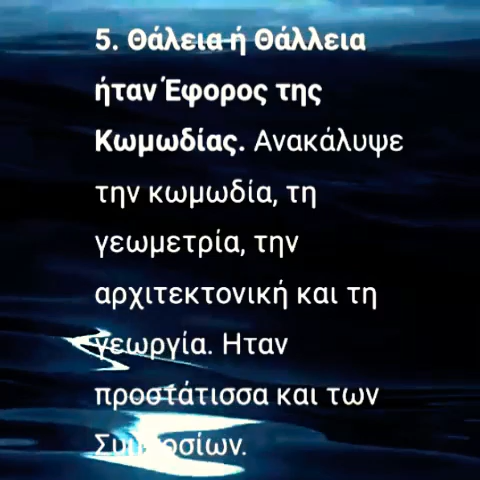 5. Θάλεια ή Θάλλεια
ήταν Έφορος της
Κωμωδίας. Ανακάλυψε
την κωμωδία, τη
γεωμετρία, την
αρχιτεκτονική και τη
γεωργία. Ηταν
προστάτισσα και των
Συμποσίων.